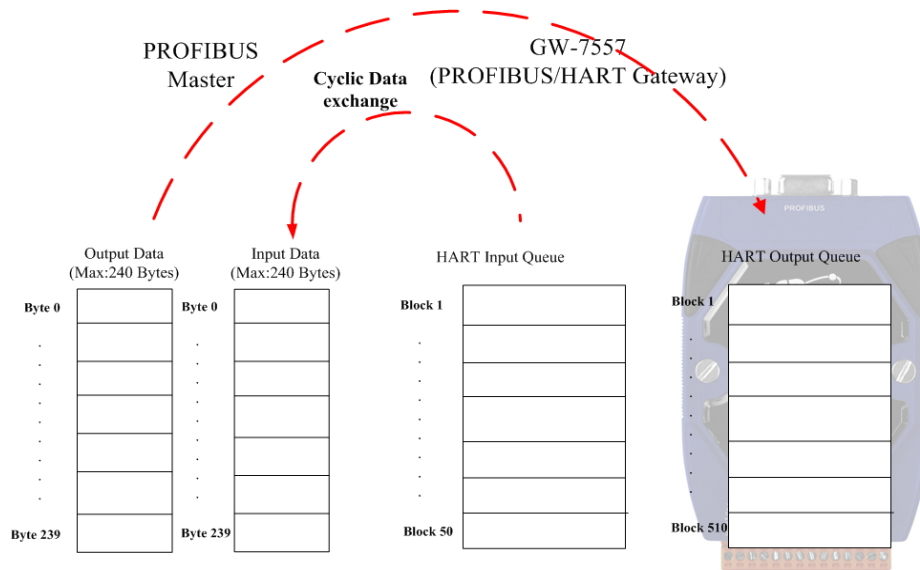 PROFIBUS
Master
GW-7557
(PROFIBUS/HART Gateway)
Cyclic Data
exchange
PROFIBUS
Output Data
(Max:240 Bytes)
Input Data
(Max:240 Bytes)
HART Input Queue
HART Output Queue
Byte 0
Byte 0
Block 1
Block 1
Byte 239
Byte 239
Block 50
Block 510